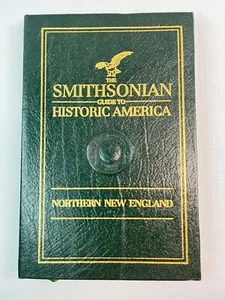 THE
SMITHSONIAN
GUIDE TO
HISTORIC AMERICA
NORTHERN NEW ENGLAND